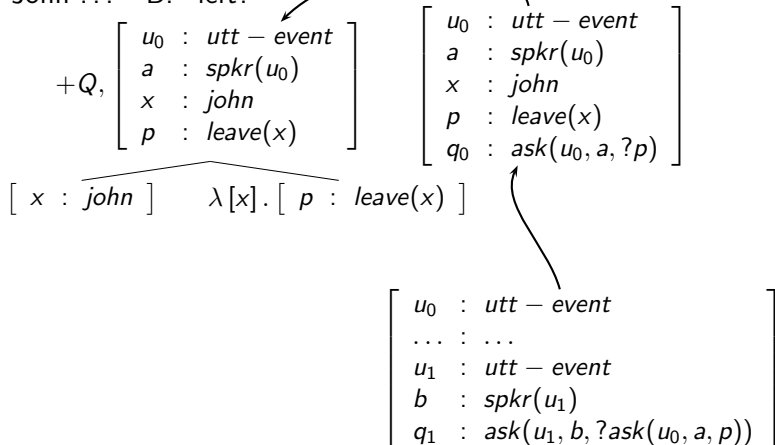 John . . . B: left?
+Q, [ u₀ : utt − event
a : spkr(u₀)
x : john
p : leave(x) ]
[ u₀ : utt − event
a : spkr(u₀)
x : john
p : leave(x)
q₀ : ask(u₀, a, ?p) ]
[ x : john ] λ [x] . [ p : leave(x) ]
[ u₀ : utt − event
. . . : . . .
u₁ : utt − event
b : spkr(u₁)
q₁ : ask(u₁, b, ?ask(u₀, a, p)) ]